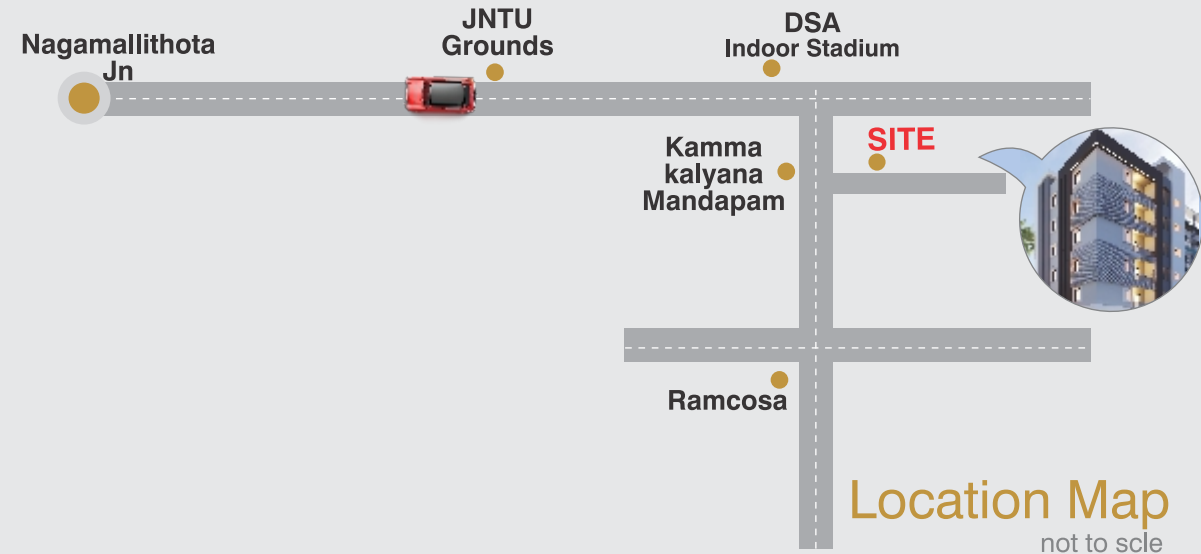 Nagamallithota
Jn
JNTU
Grounds
DSA
Indoor Stadium
Kamma
kalyana
Mandapam
SITE
Ramcosa
Location Map
not to scle